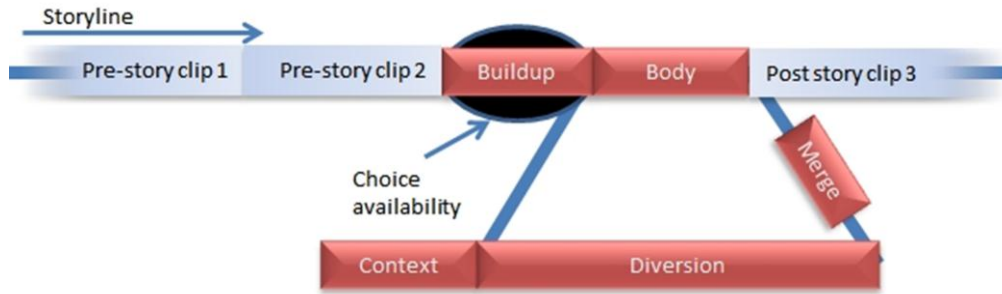 Storyline
Pre-story clip 1
Pre-story clip 2
Buildup
Body
Post story clip 3
Choice
availability
Merge
Context
Diversion